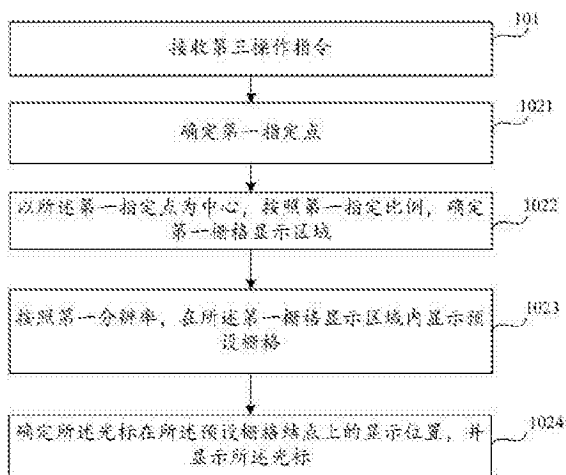 101
接收第三操作指令
1021
确定第一指定点
1022
以所述第一指定点为中心，按照第一指定比例，确定
第一栅格显示区域
1023
按照第一分辨率，在所述第一栅格显示区域内显示预
设栅格
1024
确定所述光标在所述预设栅格结点上的显示位置，并
显示所述光标